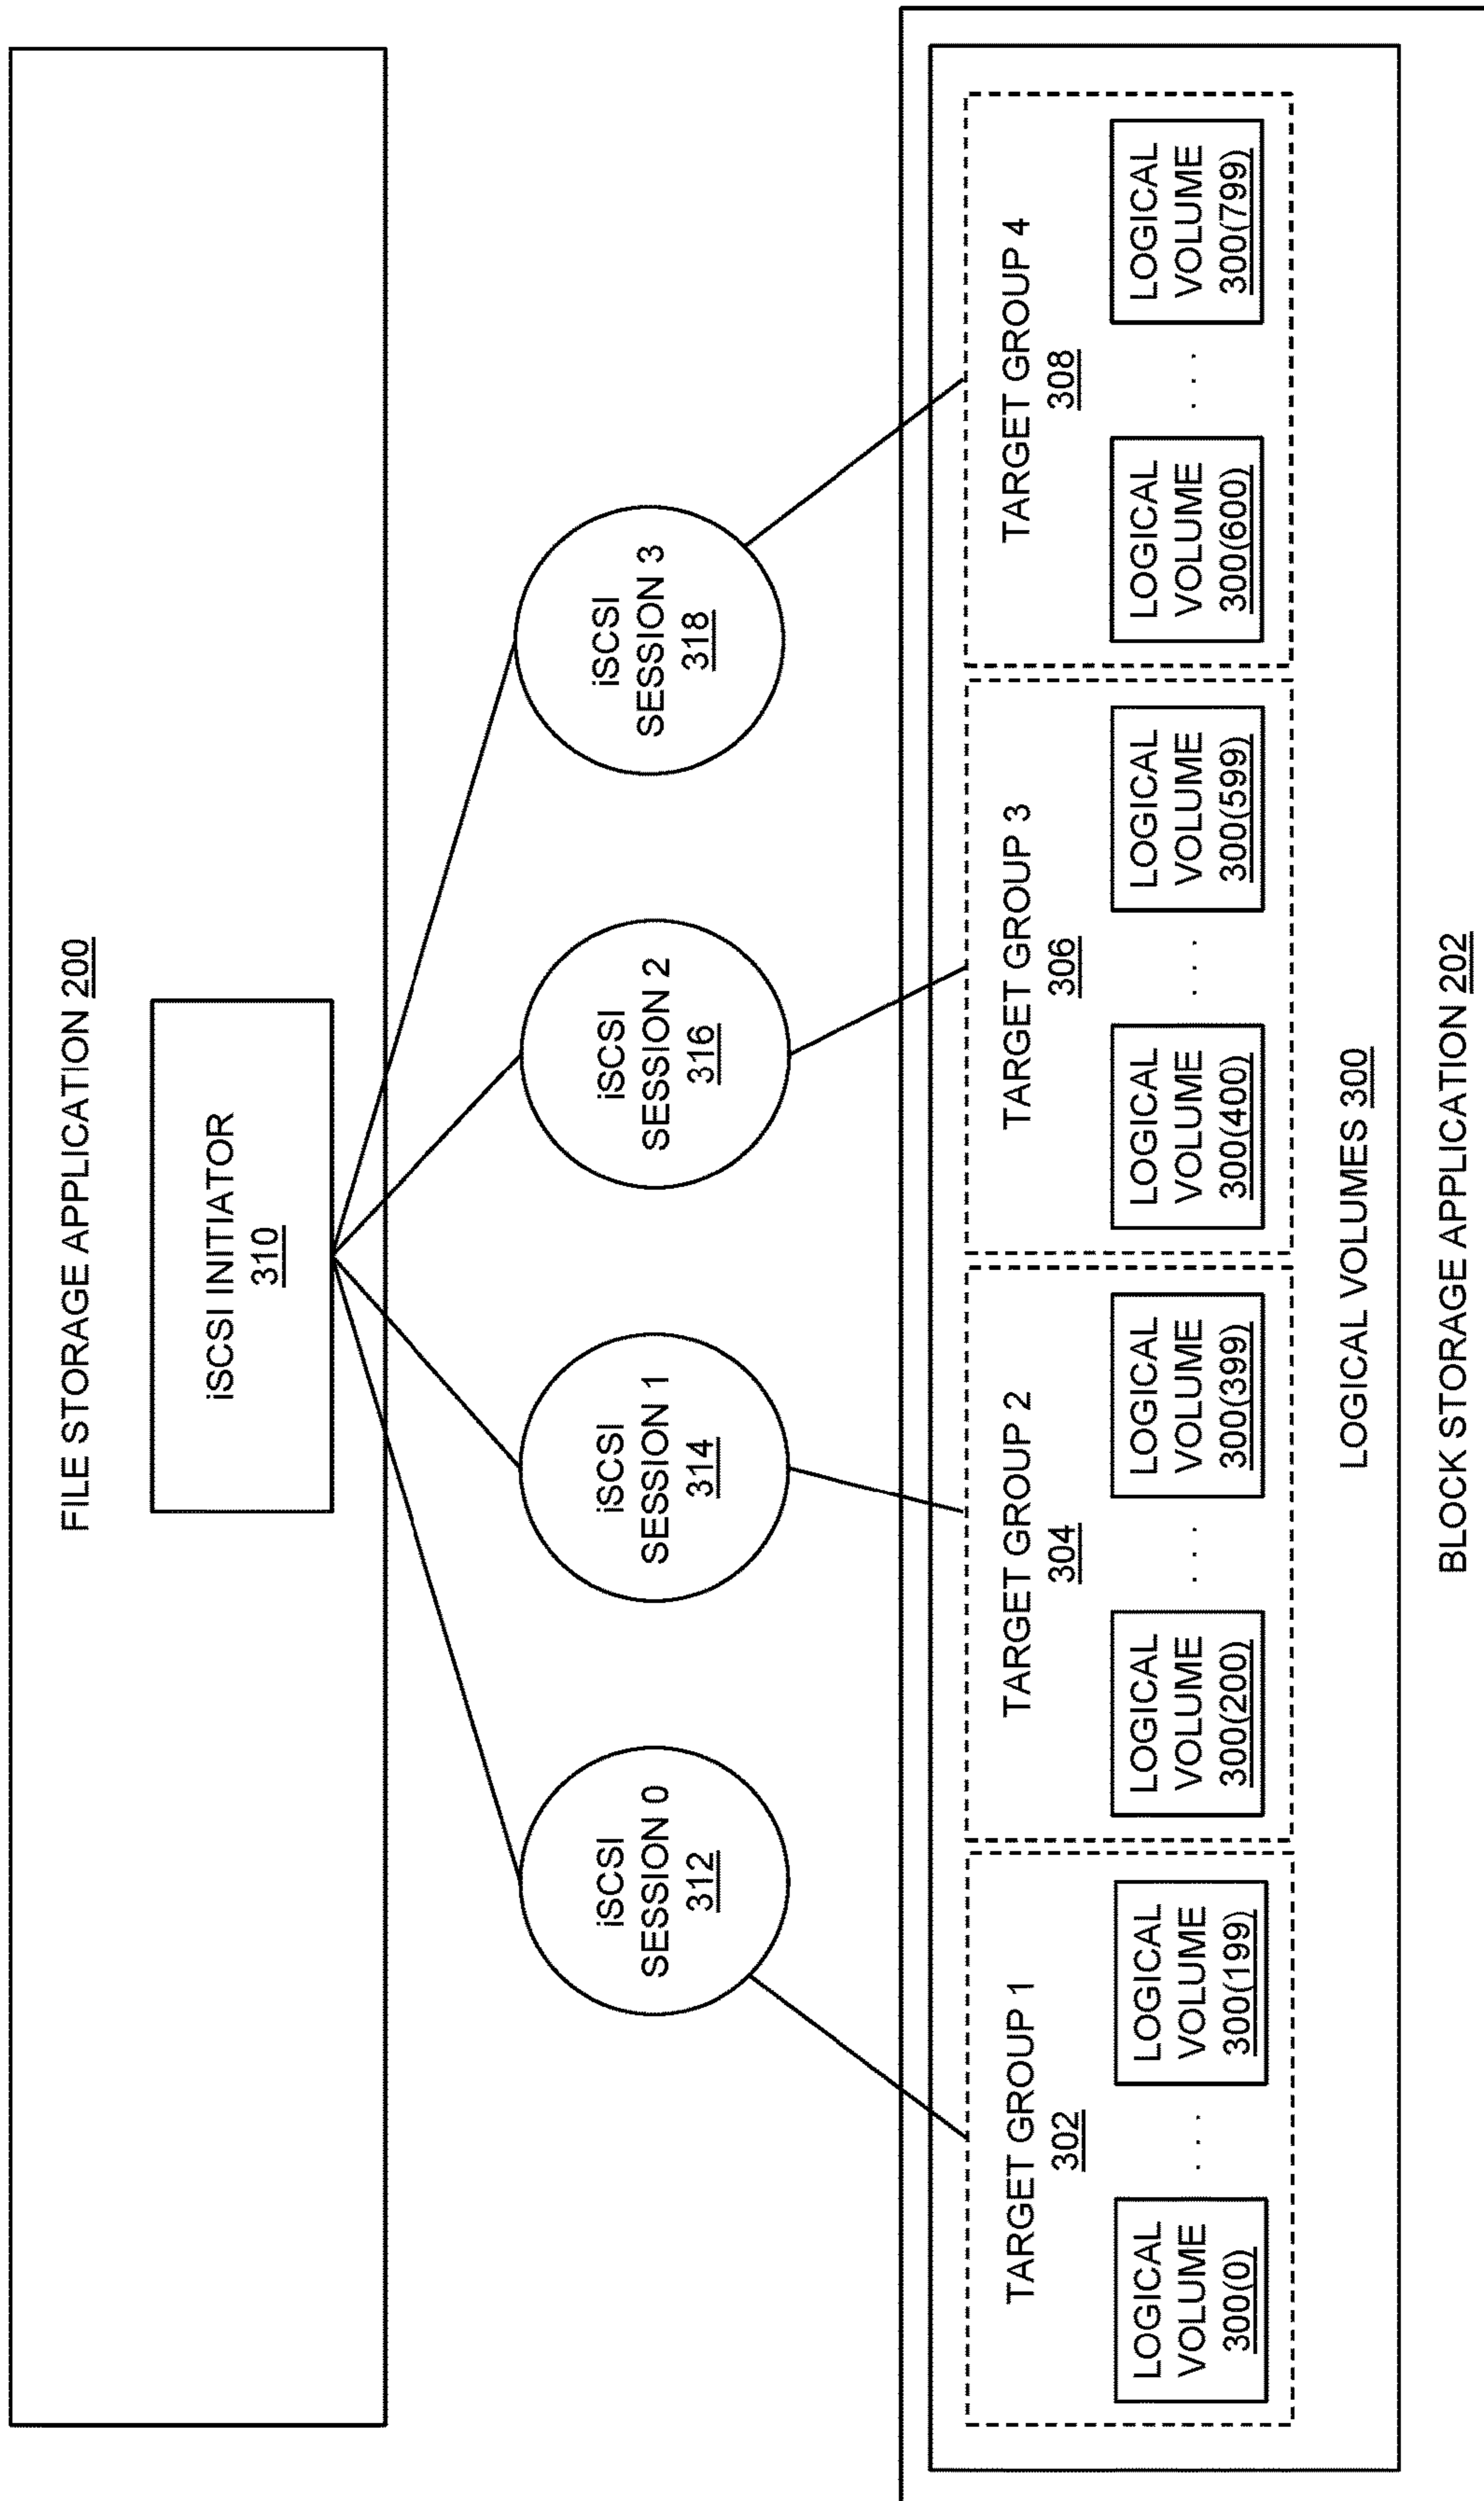 FILE STORAGE APPLICATION 200
iSCSI INITIATOR
310
iSCSI
SESSION 0
312
iSCSI
SESSION 1
314
iSCSI
SESSION 2
316
iSCSI
SESSION 3
318
TARGET GROUP 1
302
LOGICAL
VOLUME
300(0)
. . .
LOGICAL
VOLUME
300(199)
TARGET GROUP 2
304
LOGICAL
VOLUME
300(200)
. . .
LOGICAL
VOLUME
300(399)
TARGET GROUP 3
306
LOGICAL
VOLUME
300(400)
. . .
LOGICAL
VOLUME
300(599)
TARGET GROUP 4
308
LOGICAL
VOLUME
300(600)
. . .
LOGICAL
VOLUME
300(799)
LOGICAL VOLUMES 300
BLOCK STORAGE APPLICATION 202